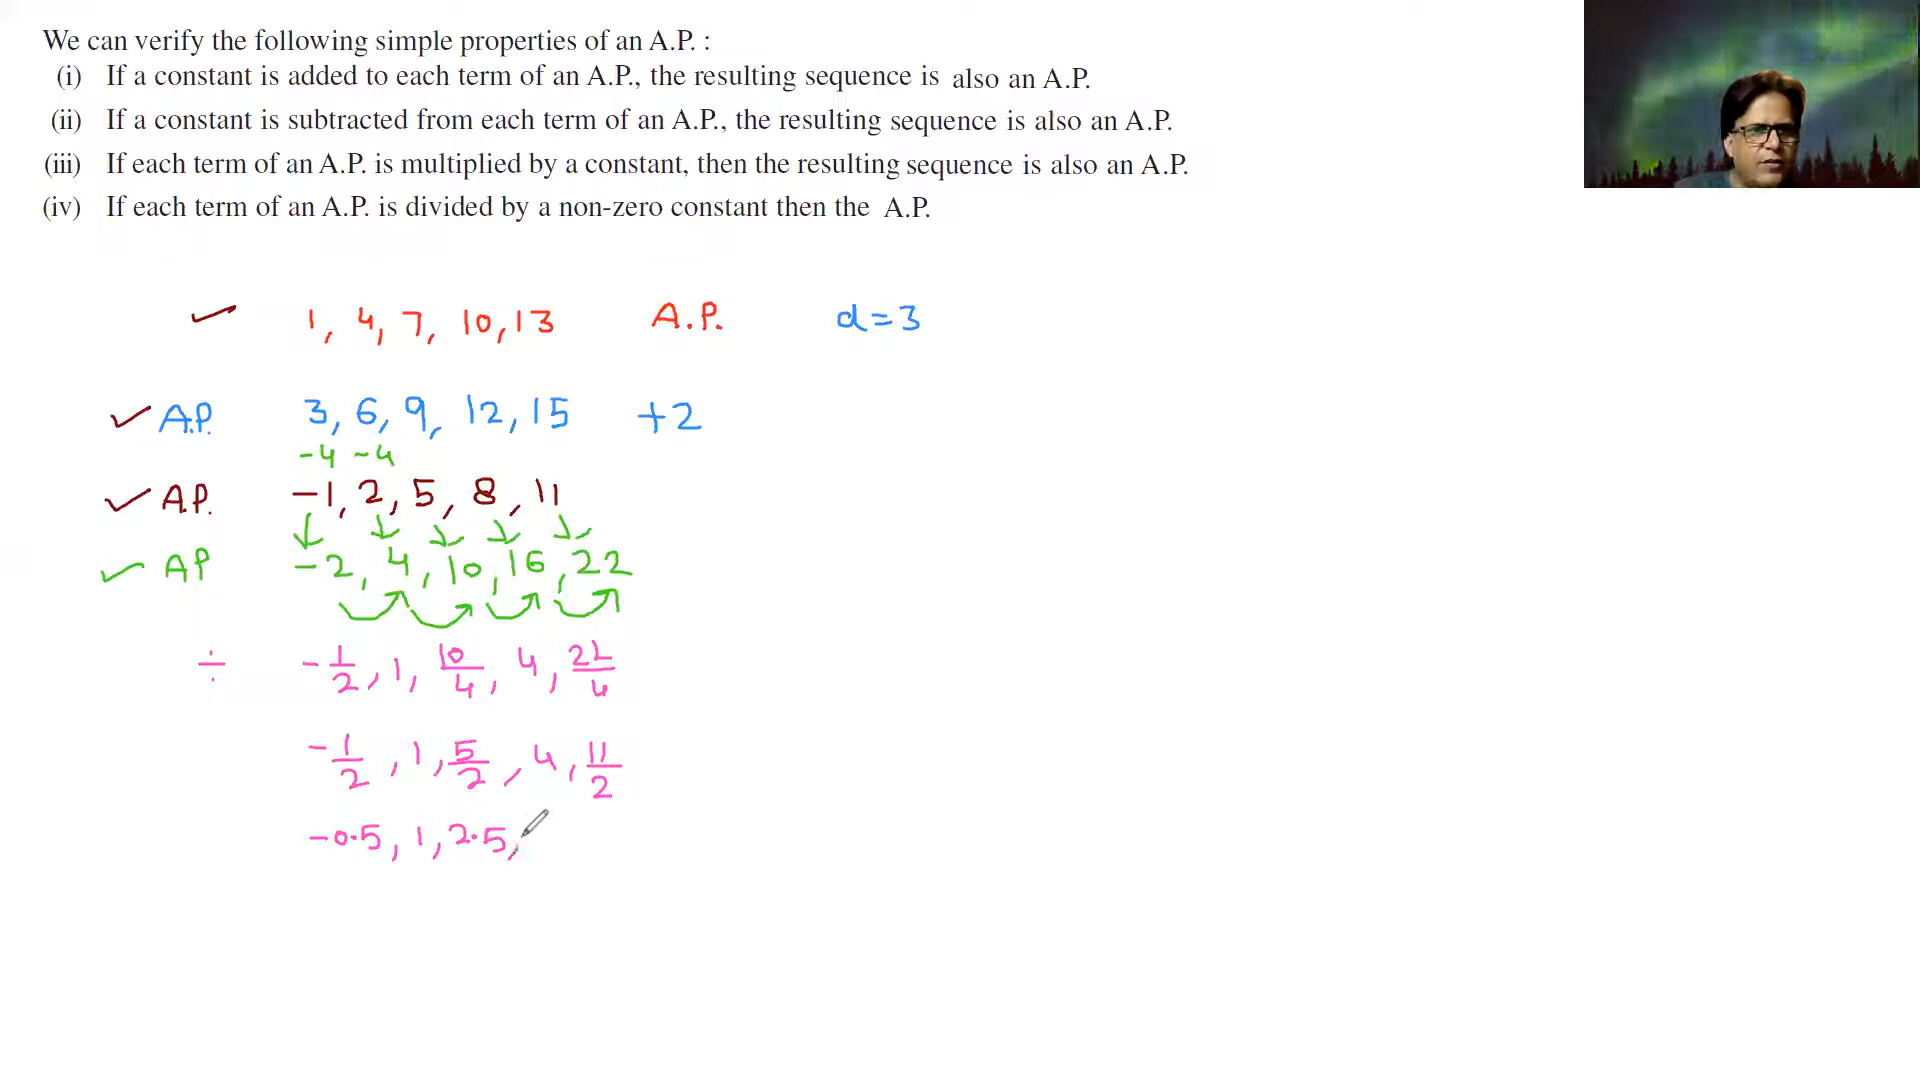 We can verify the following simple properties of an A.P. :
(i) If a constant is added to each term of an A.P., the resulting sequence is also an A.P.
(ii) If a constant is subtracted from each term of an A.P., the resulting sequence is also an A.P.
(iii) If each term of an A.P. is multiplied by a constant, then the resulting sequence is also an A.P.
(iv) If each term of an A.P. is divided by a non-zero constant then the A.P.
✓ 1, 4, 7, 10, 13 A.P. d=3
✓ A.P. 3, 6, 9, 12, 15 +2
-4 -4
✓ A.P. -1, 2, 5, 8, 11
✓ AP -2, 4, 10, 16, 22
÷ -1/2, 1, 10/4, 4, 22/4
-1/2, 1, 5/2, 4, 11/2
-0.5, 1, 2.5,